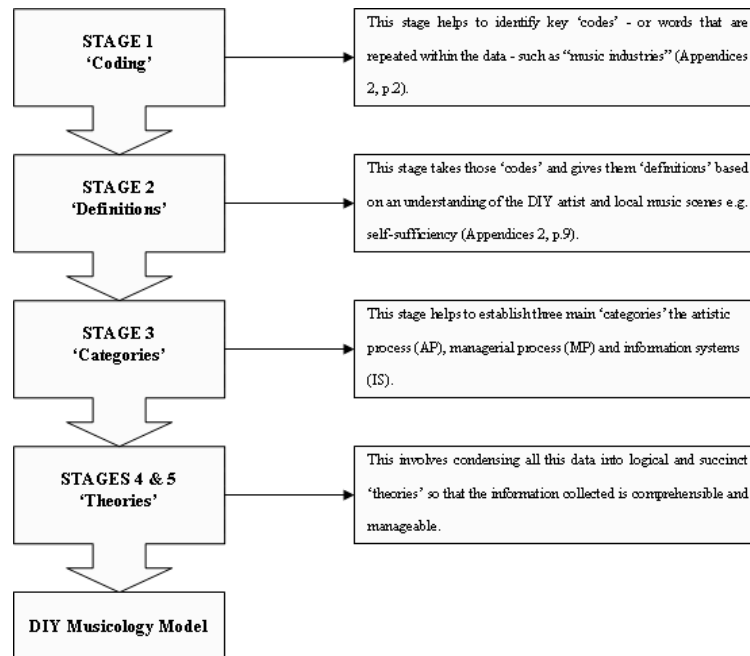 STAGE 1
‘Coding’
This stage helps to identify key ‘codes’ - or words that are
repeated within the data - such as “music industries” (Appendices
2, p.2).
STAGE 2
‘Definitions’
This stage takes those ‘codes’ and gives them ‘definitions’ based
on an understanding of the DIY artist and local music scenes e.g.
self-sufficiency (Appendices 2, p.9).
STAGE 3
‘Categories’
This stage helps to establish three main ‘categories’ the artistic
process (AP), managerial process (MP) and information systems
(IS).
STAGES 4 & 5
‘Theories’
This involves condensing all this data into logical and succinct
‘theories’ so that the information collected is comprehensible and
manageable.
DIY Musicology Model